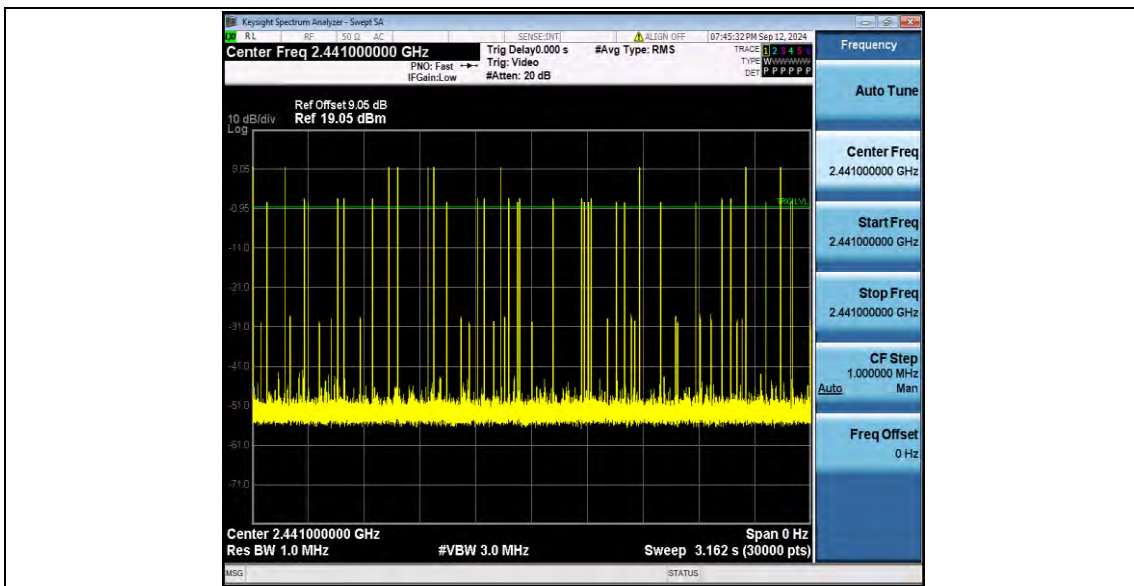 Keysight Spectrum Analyzer - Swept SA
RL RF 50 Ω AC SENSE:INT ALIGN OFF 07:45:32 PM Sep 12, 2024
Center Freq 2.441000000 GHz
PNO: Fast
IFGain:Low
Trig Delay0.000 s
Trig: Video
#Atten: 20 dB
#Avg Type: RMS
TRACE 1 2 3 4 5 6
TYPE WWWWWW
DET P P P P P P
Ref Offset 9.05 dB
10 dB/div Ref 19.05 dBm
Log
9.05
-0.95
TRIG LVL
-11.0
-21.0
-31.0
-41.0
-51.0
-61.0
-71.0
Center 2.441000000 GHz Span 0 Hz
Res BW 1.0 MHz #VBW 3.0 MHz Sweep 3.162 s (30000 pts)
MSG STATUS
Frequency
Auto Tune
Center Freq
2.441000000 GHz
Start Freq
2.441000000 GHz
Stop Freq
2.441000000 GHz
CF Step
1.000000 MHz
Auto Man
Freq Offset
0 Hz